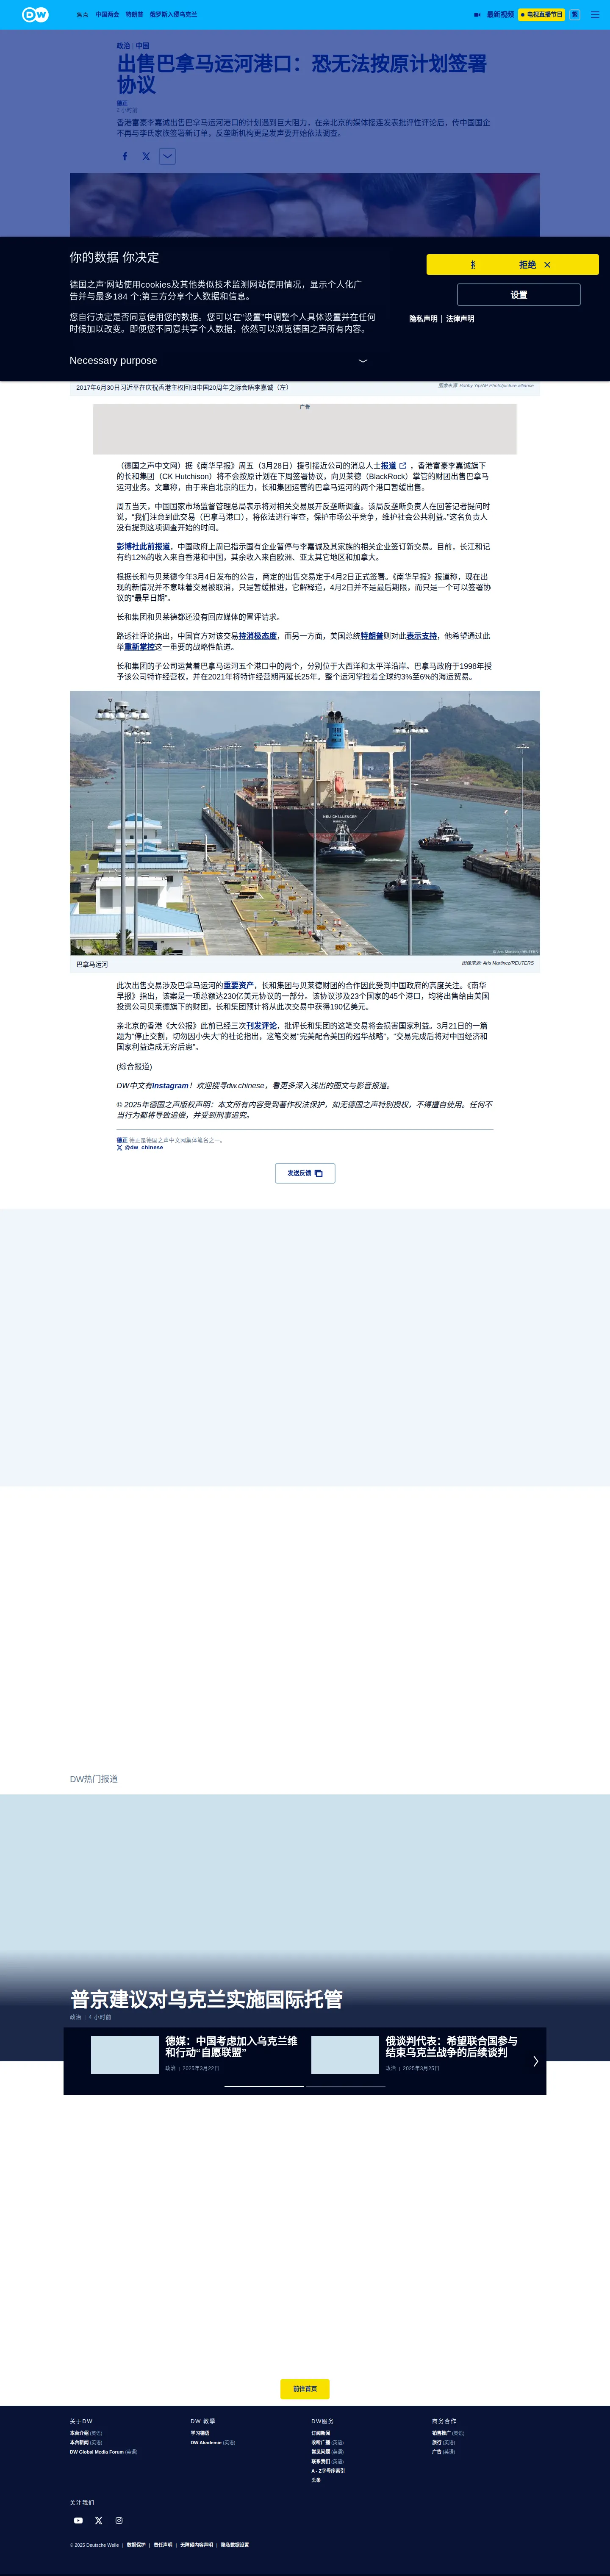 DW
焦点 中国两会 特朗普 俄罗斯入侵乌克兰 最新视频 电视直播节目 繁
政治 | 中国
出售巴拿马运河港口：恐无法按原计划签署
协议
德正
2 小时前
香港富豪李嘉诚出售巴拿马运河港口的计划遇到巨大阻力，在亲北京的媒体接连发表批评性评论后，传中国国企
不再与李氏家族签署新订单，反垄断机构更是发声要开始依法调查。
你的数据 你决定
德国之声'网站使用cookies及其他类似技术监测网站使用情况，显示个人化广
告并与最多184 个;第三方分享个人数据和信息。
您自行决定是否同意使用您的数据。您可以在“设置”中调整个人具体设置并在任何
时候加以改变。即便您不同意共享个人数据，依然可以浏览德国之声所有内容。
Necessary purpose
拒绝
设置
隐私声明 | 法律声明
2017年6月30日习近平在庆祝香港主权回归中国20周年之际会晤李嘉诚（左）
图像来源: Bobby Yip/AP Photo/picture alliance
广告
（德国之声中文网）据《南华早报》周五（3月28日）援引接近公司的消息人士报道 ，香港富豪李嘉诚旗下
的长和集团（CK Hutchison）将不会按原计划在下周签署协议，向贝莱德（BlackRock）掌管的财团出售巴拿马
运河业务。文章称，由于来自北京的压力，长和集团运营的巴拿马运河的两个港口暂缓出售。
周五当天，中国国家市场监督管理总局表示将对相关交易展开反垄断调查。该局反垄断负责人在回答记者提问时
说，“我们注意到此交易（巴拿马港口），将依法进行审查，保护市场公平竞争，维护社会公共利益。”这名负责人
没有提到这项调查开始的时间。
彭博社此前报道，中国政府上周已指示国有企业暂停与李嘉诚及其家族的相关企业签订新交易。目前，长江和记
有约12%的收入来自香港和中国，其余收入来自欧洲、亚太其它地区和加拿大。
根据长和与贝莱德今年3月4日发布的公告，商定的出售交易定于4月2日正式签署。《南华早报》报道称，现在出
现的新情况并不意味着交易被取消，只是暂缓推进，它解释道，4月2日并不是最后期限，而只是一个可以签署协
议的“最早日期”。
长和集团和贝莱德都还没有回应媒体的置评请求。
路透社评论指出，中国官方对该交易持消极态度，而另一方面，美国总统特朗普则对此表示支持，他希望通过此
举重新掌控这一重要的战略性航道。
长和集团的子公司运营着巴拿马运河五个港口中的两个，分别位于大西洋和太平洋沿岸。巴拿马政府于1998年授
予该公司特许经营权，并在2021年将特许经营期再延长25年。整个运河掌控着全球约3%至6%的海运贸易。
MSU CHALLENGER
© Aris Martinez/REUTERS
巴拿马运河
图像来源: Aris Martinez/REUTERS
此次出售交易涉及巴拿马运河的重要资产，长和集团与贝莱德财团的合作因此受到中国政府的高度关注。《南华
早报》指出，该案是一项总额达230亿美元协议的一部分。该协议涉及23个国家的45个港口，均将出售给由美国
投资公司贝莱德旗下的财团，长和集团预计将从此次交易中获得190亿美元。
亲北京的香港《大公报》此前已经三次刊发评论，批评长和集团的这笔交易将会损害国家利益。3月21日的一篇
题为“停止交割，切勿因小失大”的社论指出，这笔交易“完美配合美国的遏华战略”，“交易完成后将对中国经济和
国家利益造成无穷后患”。
(综合报道)
DW中文有Instagram！欢迎搜寻dw.chinese，看更多深入浅出的图文与影音报道。
© 2025年德国之声版权声明：本文所有内容受到著作权法保护，如无德国之声特别授权，不得擅自使用。任何不
当行为都将导致追偿，并受到刑事追究。
德正 德正是德国之声中文网集体笔名之一。
@dw_chinese
发送反馈
DW热门报道
普京建议对乌克兰实施国际托管
政治 | 4 小时前
德媒：中国考虑加入乌克兰维
和行动“自愿联盟”
政治 | 2025年3月22日
俄谈判代表：希望联合国参与
结束乌克兰战争的后续谈判
政治 | 2025年3月25日
前往首页
关于DW
本台介绍 (英语)
本台新闻 (英语)
DW Global Media Forum (英语)
DW 教學
学习德语
DW Akademie (英语)
DW服务
订阅新闻
收听广播 (英语)
常见问题 (英语)
联系我们 (英语)
A - Z字母序索引
头条
商务合作
销售推广 (英语)
旅行 (英语)
广告 (英语)
关注我们
© 2025 Deutsche Welle | 数据保护 | 责任声明 | 无障碍内容声明 | 隐私数据设置